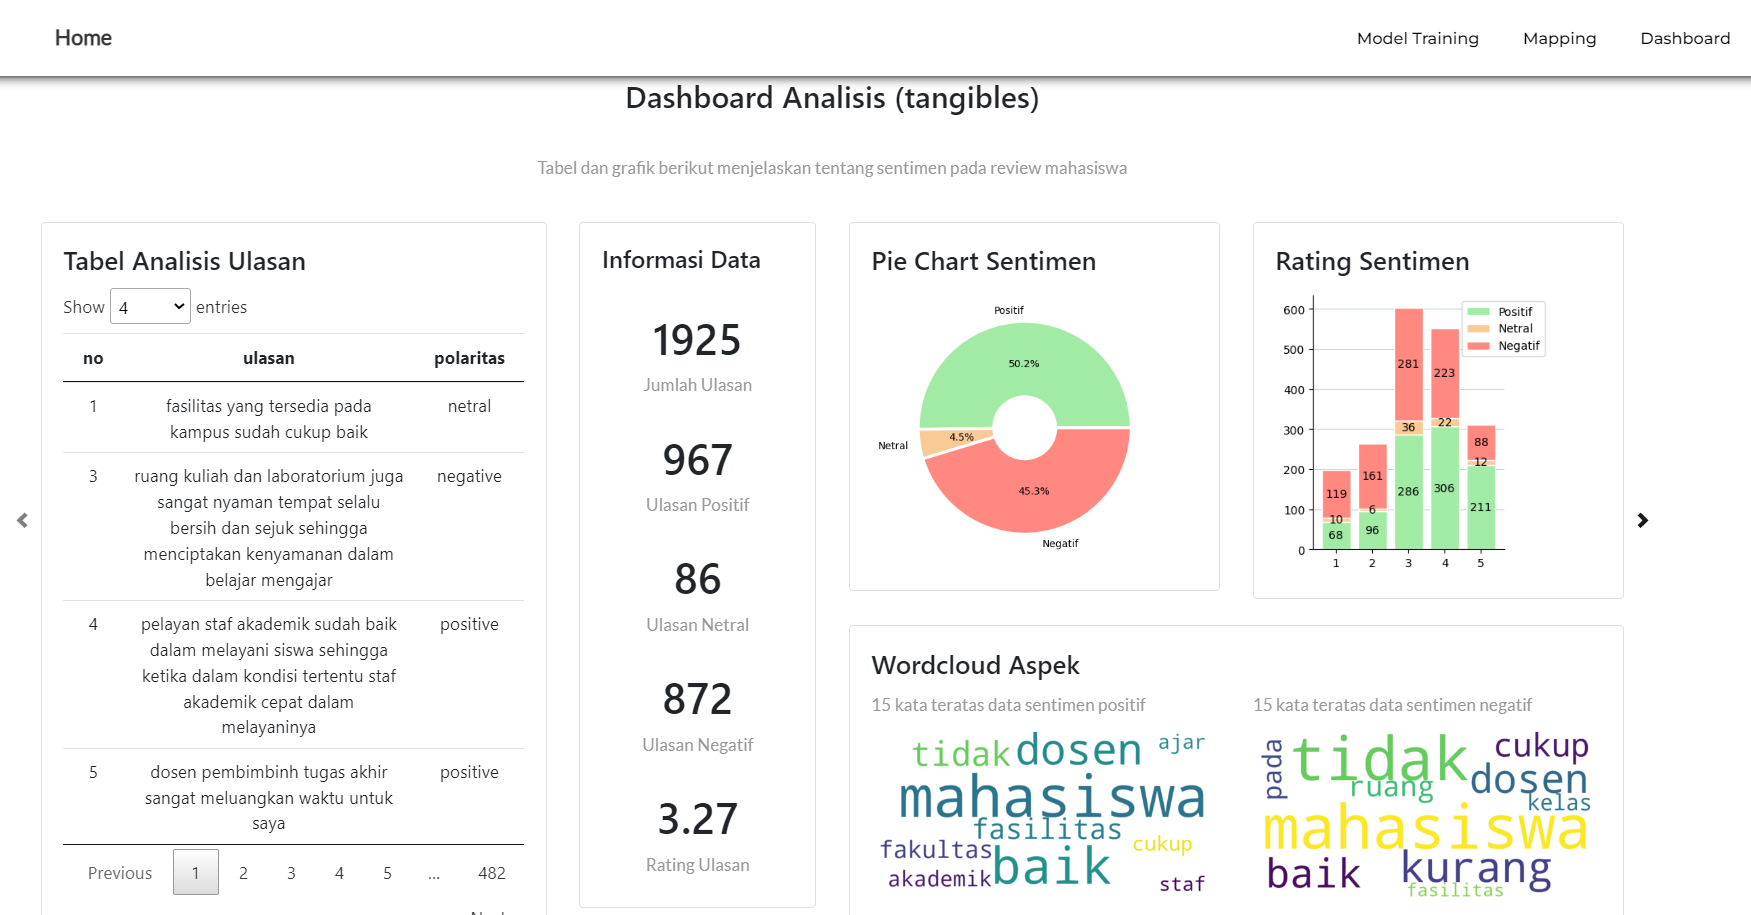 Home
Model Training
Mapping
Dashboard
Dashboard Analisis (tangibles)
Tabel dan grafik berikut menjelaskan tentang sentimen pada review mahasiswa
Tabel Analisis Ulasan
Show 4 entries
no ulasan polaritas
1 fasilitas yang tersedia pada netral
kampus sudah cukup baik
3 ruang kuliah dan laboratorium juga negative
sangat nyaman tempat selalu
bersih dan sejuk sehingga
menciptakan kenyamanan dalam
belajar mengajar
4 pelayan staf akademik sudah baik positive
dalam melayani siswa sehingga
ketika dalam kondisi tertentu staf
akademik cepat dalam
melayaninya
5 dosen pembimbinh tugas akhir positive
sangat meluangkan waktu untuk
saya
Previous 1 2 3 4 5 ... 482
Informasi Data
1925
Jumlah Ulasan
967
Ulasan Positif
86
Ulasan Netral
872
Ulasan Negatif
3.27
Rating Ulasan
Pie Chart Sentimen
Positif
50.2%
Netral
4.5%
45.3%
Negatif
Rating Sentimen
600
500
400
300
200
100
0
Positif
Netral
Negatif
119
10
68
161
6
96
281
36
286
223
22
306
88
12
211
1 2 3 4 5
Wordcloud Aspek
15 kata teratas data sentimen positif
tidak
dosen
ajar
mahasiswa
fasilitas
fakultas
baik
cukup
akademik
staf
15 kata teratas data sentimen negatif
pada
tidak
cukup
ruang
dosen
kelas
mahasiswa
baik
kurang
fasilitas